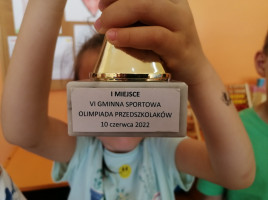 I MIEJSCE
VI GMINNA SPORTOWA
OLIMPIADA PRZEDSZKOLAKÓW
10 czerwca 2022